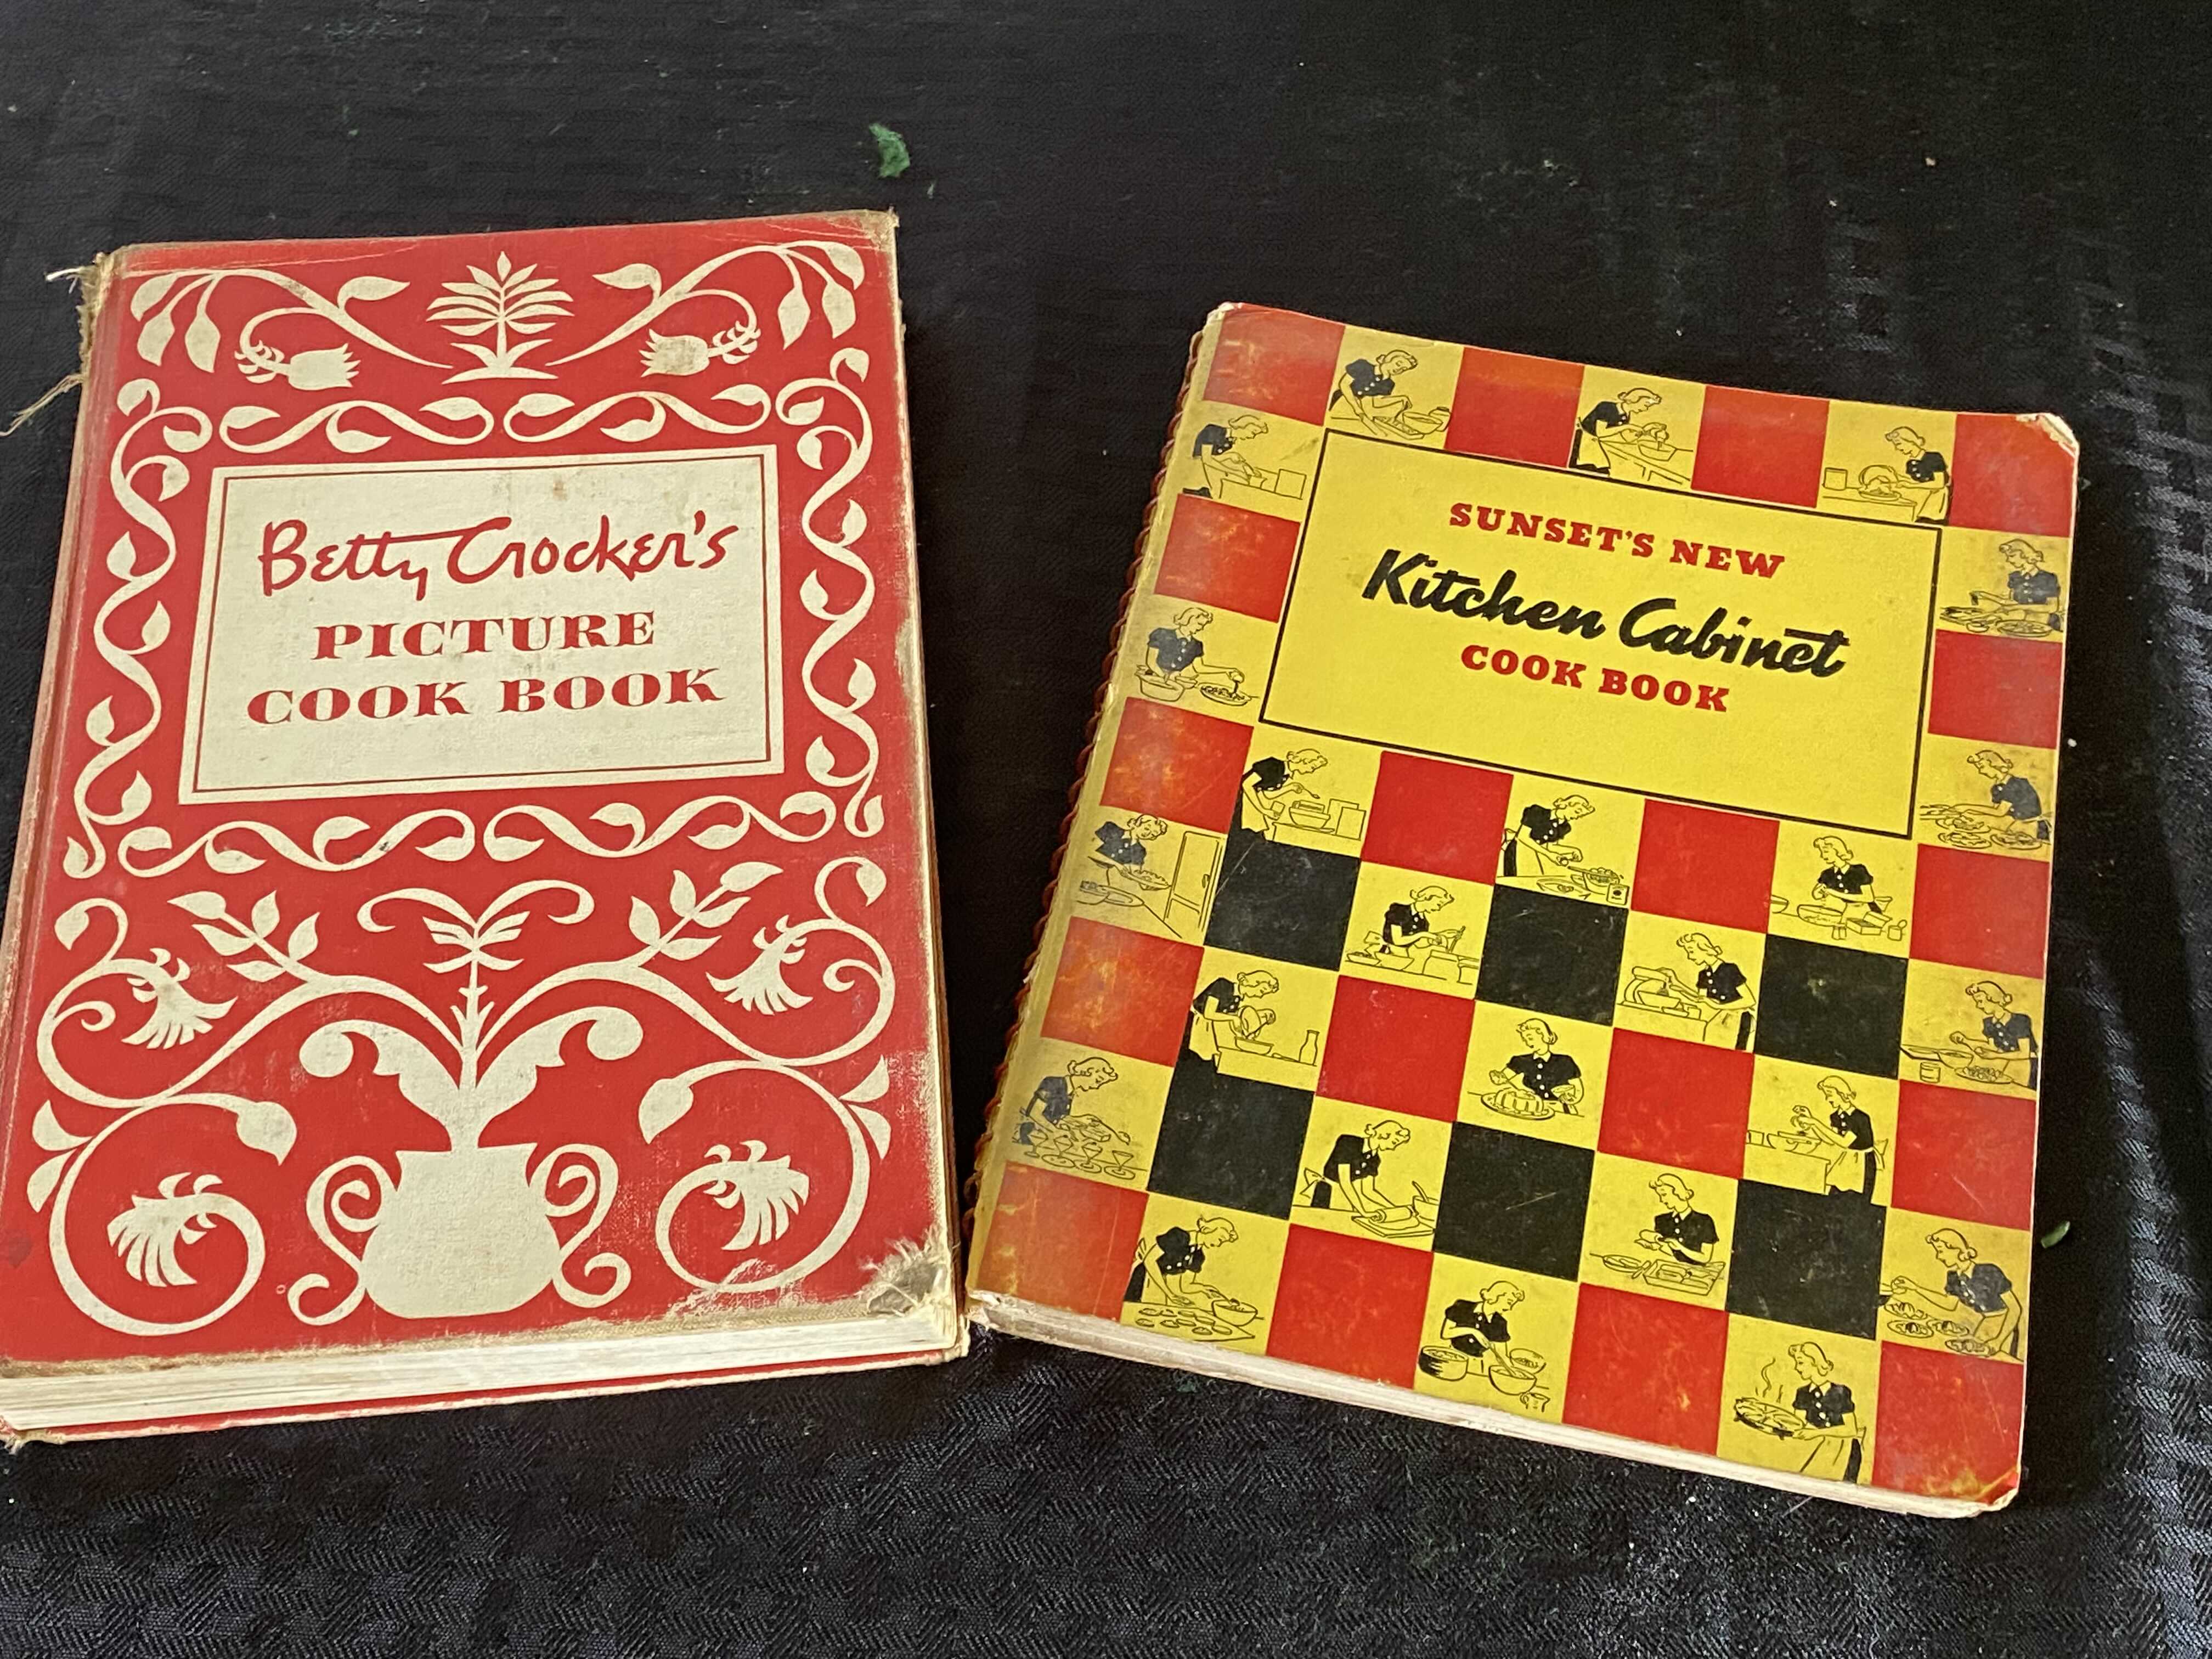 Betty Crocker's
PICTURE
COOK BOOK
SUNSET'S NEW
Kitchen Cabinet
COOK BOOK